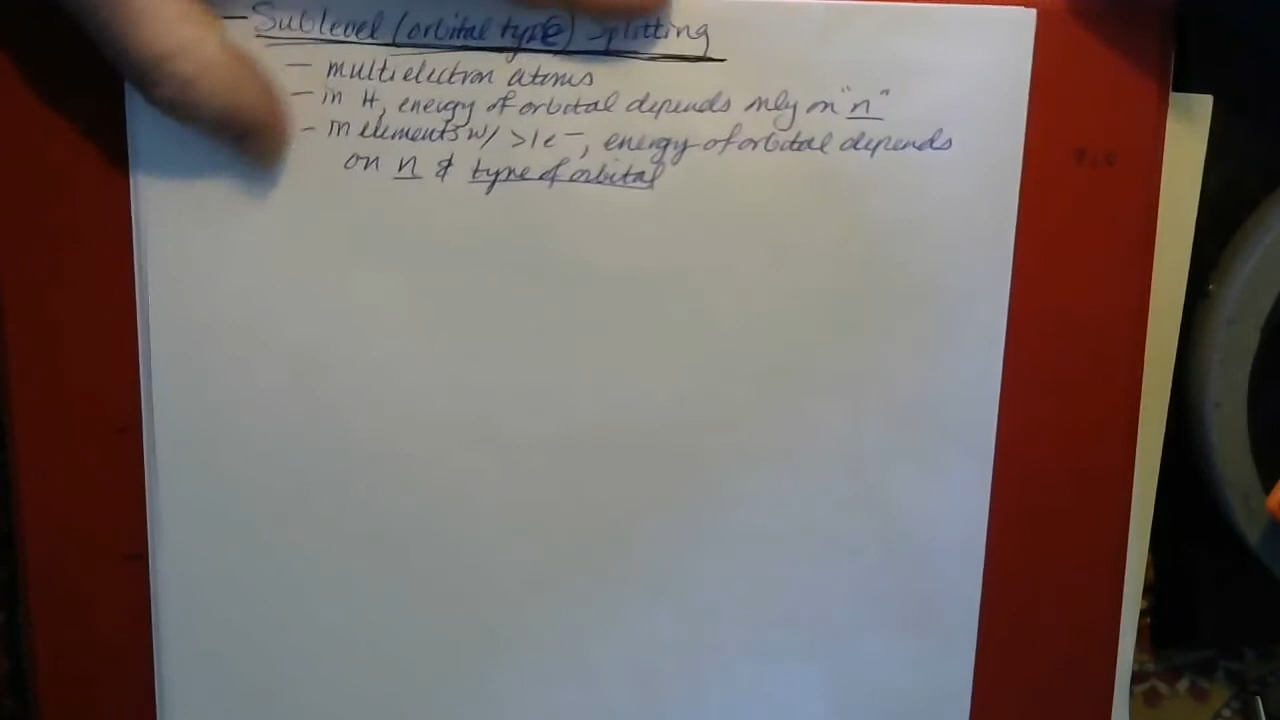 - Sublevel (orbital type) splitting
- multielectron atoms
- in H, energy of orbital depends only on "n"
- in elements w/ >1e⁻, energy of orbital depends
on n & type of orbital